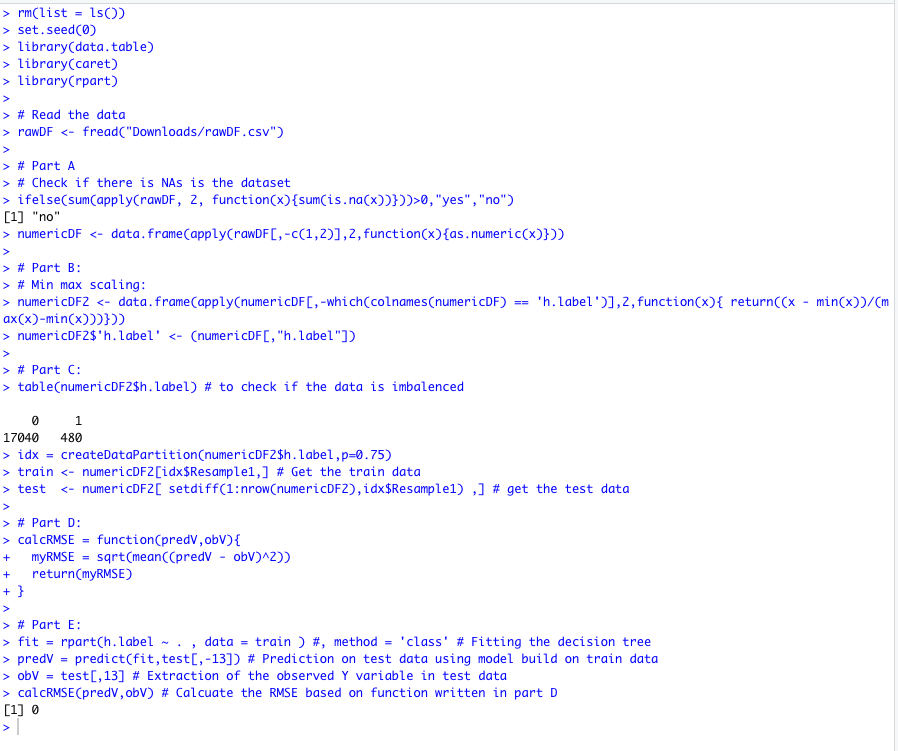 > rm(list = ls())
> set.seed(0)
> library(data.table)
> library(caret)
> library(rpart)
>
> # Read the data
> rawDF <- fread("Downloads/rawDF.csv")
>
> # Part A
> # Check if there is NAs is the dataset
> ifelse(sum(apply(rawDF, 2, function(x){sum(is.na(x))}))>0,"yes","no")
[1] "no"
> numericDF <- data.frame(apply(rawDF[,-c(1,2)],2,function(x){as.numeric(x)}))
>
> # Part B:
> # Min max scaling:
> numericDF2 <- data.frame(apply(numericDF[,-which(colnames(numericDF) == 'h.label')],2,function(x){ return((x - min(x))/(m
ax(x)-min(x)))}))
> numericDF2$'h.label' <- (numericDF[,"h.label"])
>
> # Part C:
> table(numericDF2$h.label) # to check if the data is imbalenced

    0     1
17040   480
> idx = createDataPartition(numericDF2$h.label,p=0.75)
> train <- numericDF2[idx$Resample1,] # Get the train data
> test  <- numericDF2[ setdiff(1:nrow(numericDF2),idx$Resample1) ,] # get the test data
>
> # Part D:
> calcRMSE = function(predV,obV){
+   myRMSE = sqrt(mean((predV - obV)^2))
+   return(myRMSE)
+ }
>
> # Part E:
> fit = rpart(h.label ~ . , data = train ) #, method = 'class' # Fitting the decision tree
> predV = predict(fit,test[,-13]) # Prediction on test data using model build on train data
> obV = test[,13] # Extraction of the observed Y variable in test data
> calcRMSE(predV,obV) # Calcuate the RMSE based on function written in part D
[1] 0
>